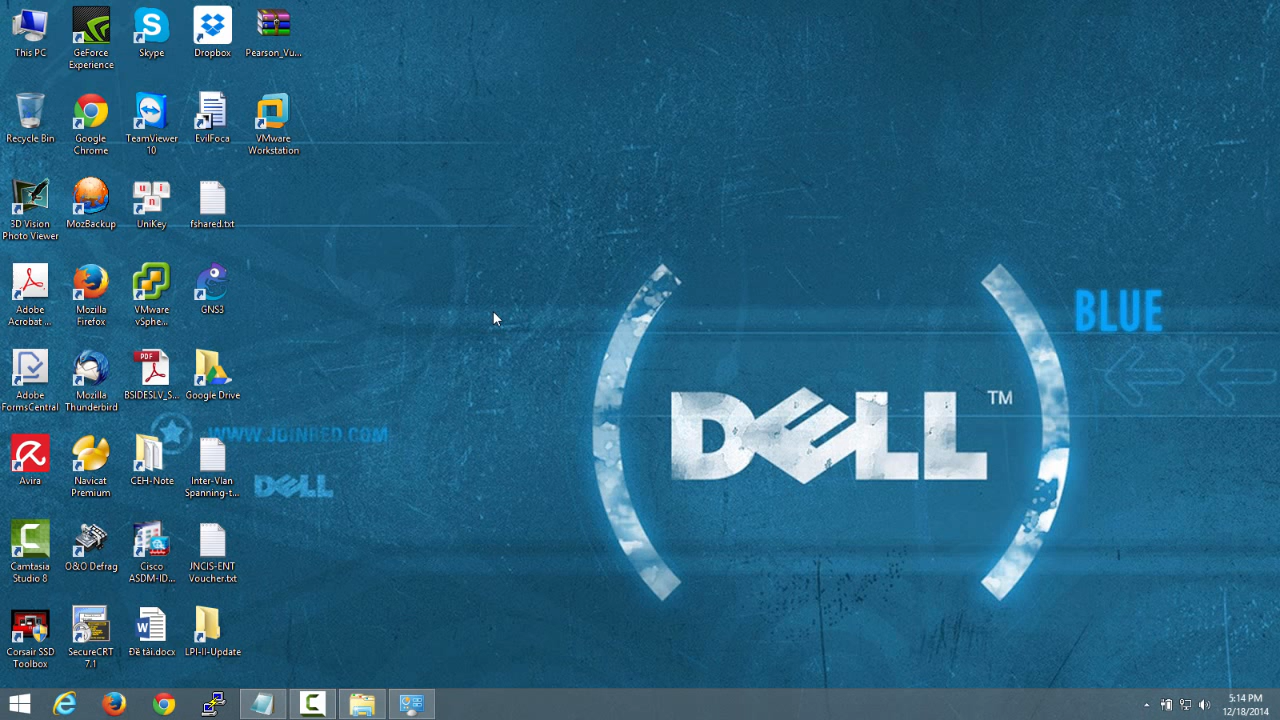 This PC
GeForce
Experience
Skype
Dropbox
Pearson_Vu...
Recycle Bin
Google
Chrome
TeamViewer
10
EvilFoca
VMware
Workstation
3D Vision
Photo Viewer
MozBackup
u i
n
UniKey
fshared.txt
Adobe
Acrobat ...
Mozilla
Firefox
VMware
vSphe...
GNS3
BLUE
Adobe
FormsCentral
Mozilla
Thunderbird
PDF
BSIDESLV_S...
Google Drive
DELL™
WWW.JOINRED.COM
DELL
Avira
Navicat
Premium
CEH-Note
Inter-Vlan
Spanning-t...
Camtasia
Studio 8
O&O Defrag
Cisco
ASDM-ID...
JNCIS-ENT
Voucher.txt
Corsair SSD
Toolbox
SecureCRT
7.1
Đề tài.docx
LPI-II-Update
5:14 PM
12/18/2014